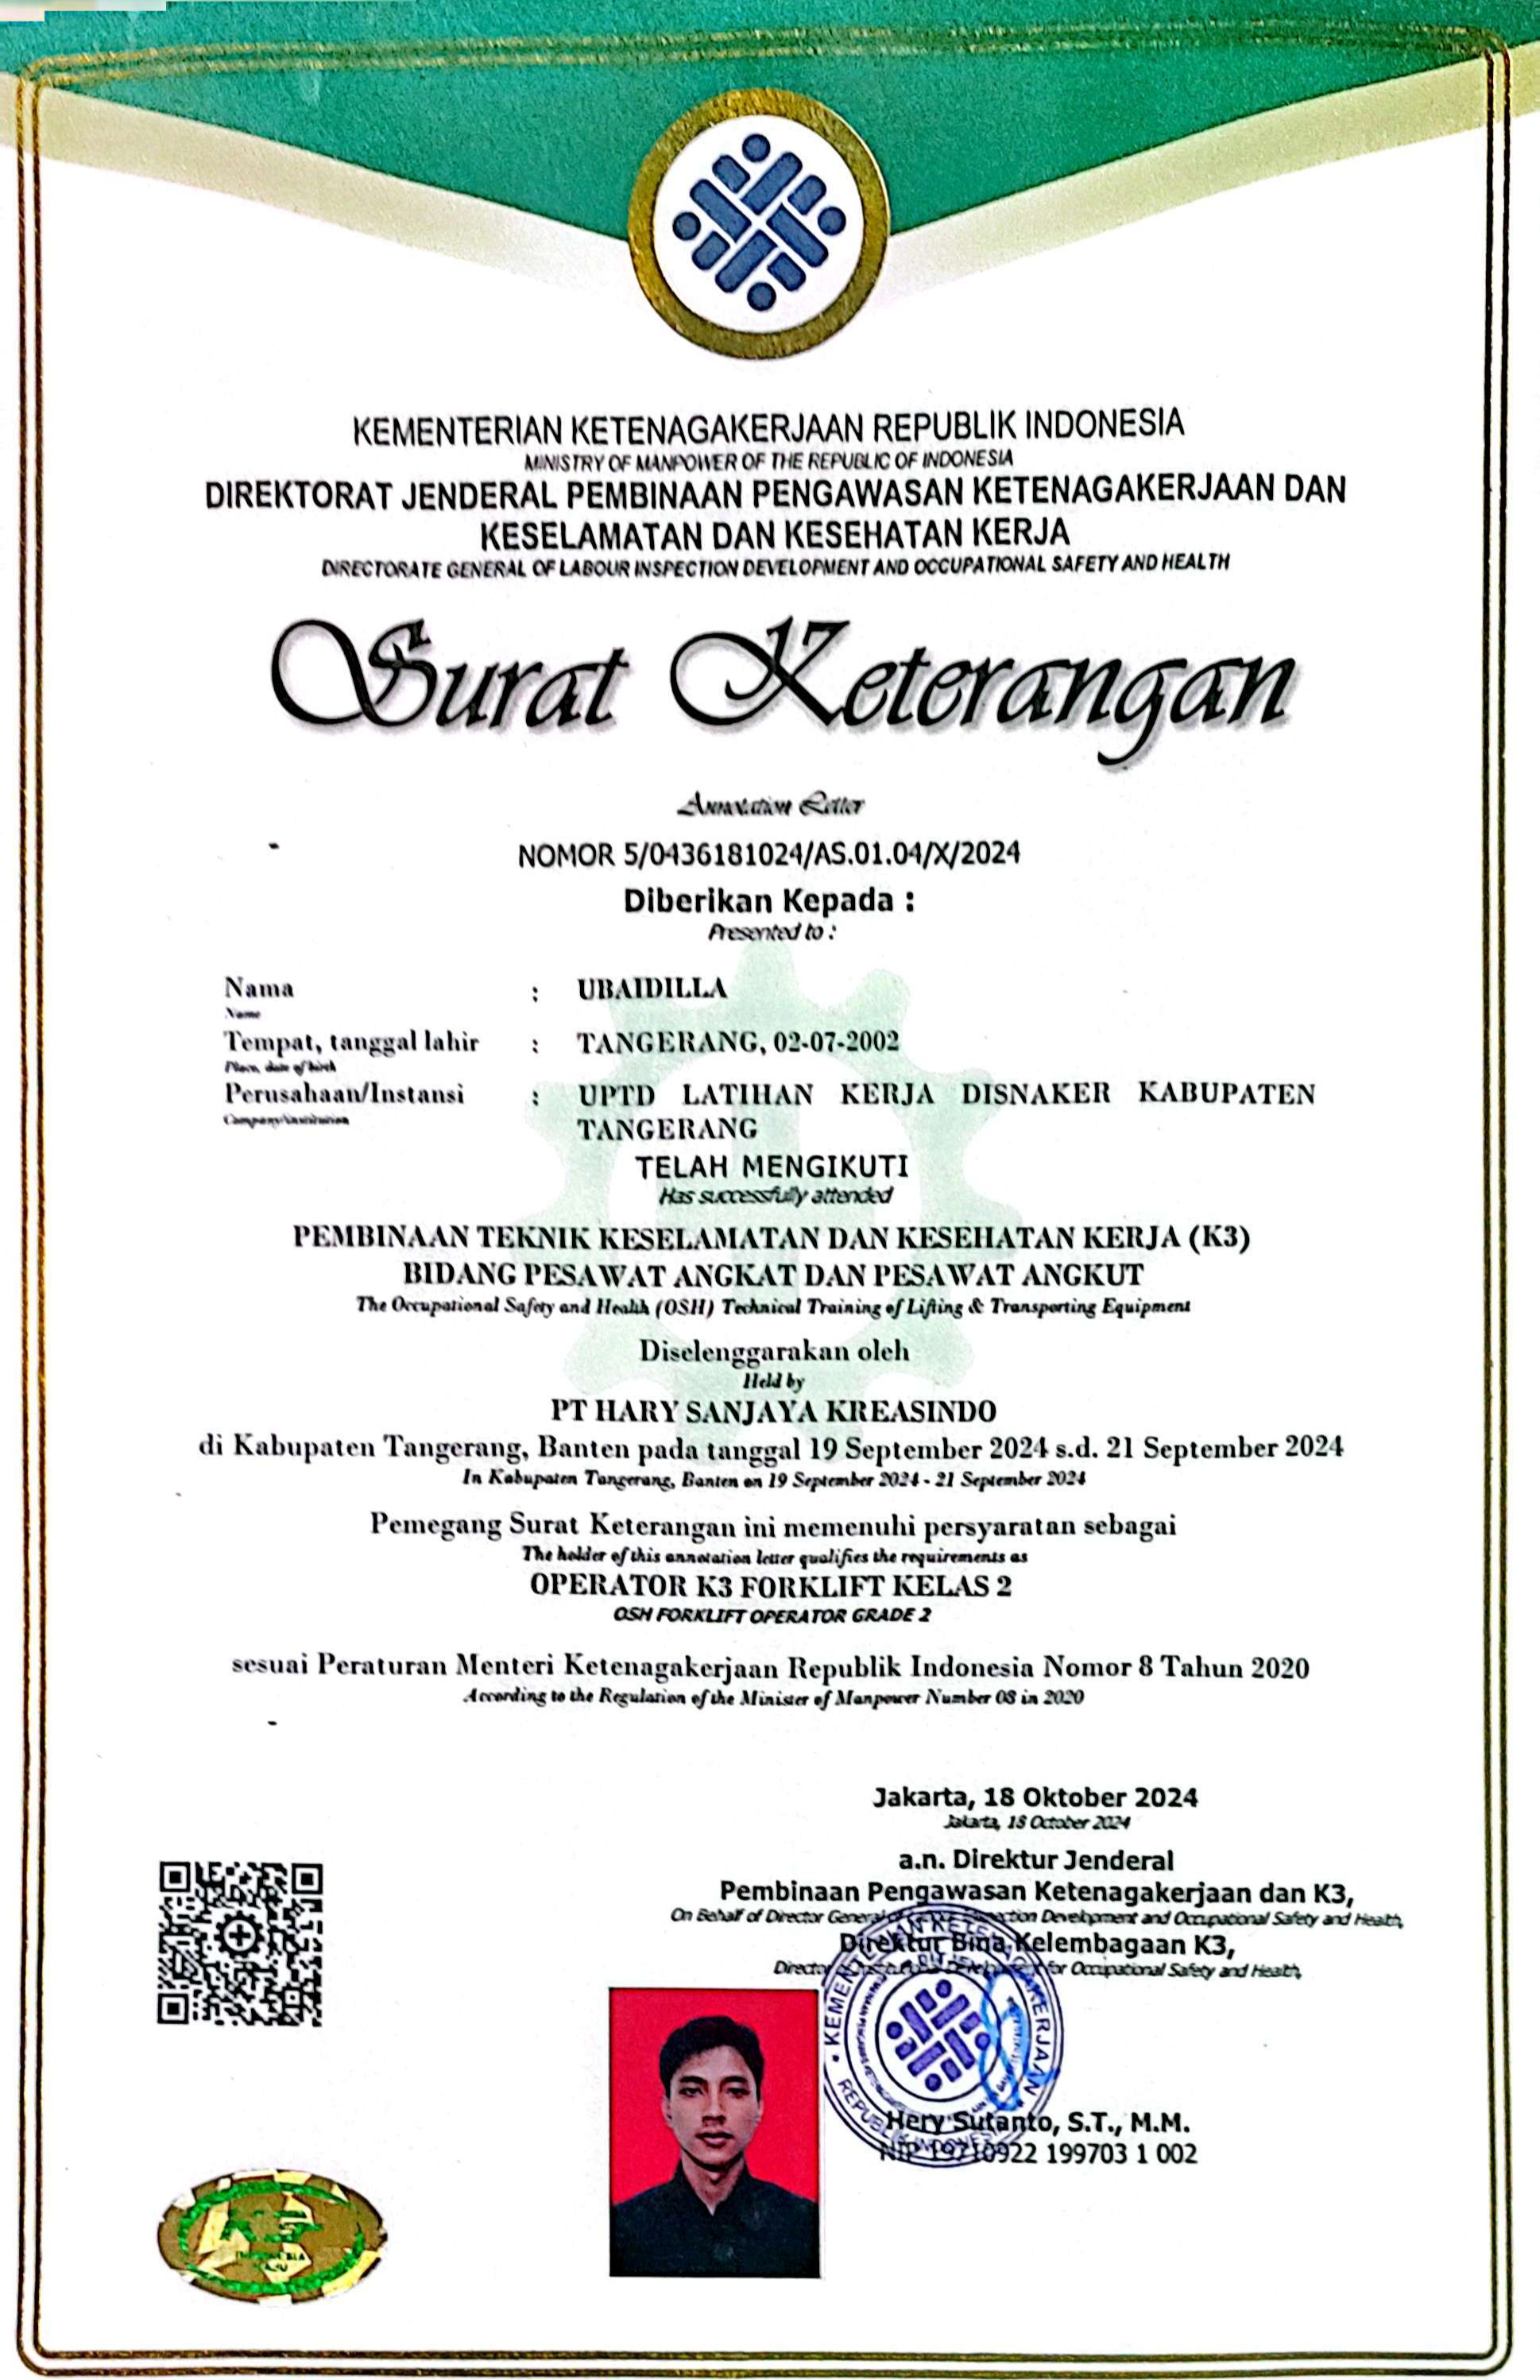 KEMENTERIAN KETENAGAKERJAAN REPUBLIK INDONESIA
MINISTRY OF MANPOWER OF THE REPUBLIC OF INDONESIA
DIREKTORAT JENDERAL PEMBINAAN PENGAWASAN KETENAGAKERJAAN DAN
KESELAMATAN DAN KESEHATAN KERJA
DIRECTORATE GENERAL OF LABOUR INSPECTION DEVELOPMENT AND OCCUPATIONAL SAFETY AND HEALTH
Surat Keterangan
Annotation Letter
NOMOR 5/0436181024/AS.01.04/X/2024
Diberikan Kepada :
Presented to :
Nama : UBAIDILLA
Name
Tempat, tanggal lahir : TANGERANG, 02-07-2002
Place, date of birth
Perusahaan/Instansi : UPTD LATIHAN KERJA DISNAKER KABUPATEN
Company/institution
TANGERANG
TELAH MENGIKUTI
Has successfully attended
PEMBINAAN TEKNIK KESELAMATAN DAN KESEHATAN KERJA (K3)
BIDANG PESAWAT ANGKAT DAN PESAWAT ANGKUT
The Occupational Safety and Health (OSH) Technical Training of Lifting & Transporting Equipment
Diselenggarakan oleh
Held by
PT HARY SANJAYA KREASINDO
di Kabupaten Tangerang, Banten pada tanggal 19 September 2024 s.d. 21 September 2024
In Kabupaten Tangerang, Banten on 19 September 2024 - 21 September 2024
Pemegang Surat Keterangan ini memenuhi persyaratan sebagai
The holder of this annotation letter qualifies the requirements as
OPERATOR K3 FORKLIFT KELAS 2
OSH FORKLIFT OPERATOR GRADE 2
sesuai Peraturan Menteri Ketenagakerjaan Republik Indonesia Nomor 8 Tahun 2020
According to the Regulation of the Minister of Manpower Number 08 in 2020
Jakarta, 18 Oktober 2024
Jakarta, 18 October 2024
a.n. Direktur Jenderal
Pembinaan Pengawasan Ketenagakerjaan dan K3,
On Behalf of Director General of Inspection Development and Occupational Safety and Health,
Direktur Bina Kelembagaan K3,
Director of Institutional Development for Occupational Safety and Health,
KEMENTERIAN KETENAGAKERJAAN
REPUBLIK INDONESIA
Hery Sutanto, S.T., M.M.
NIP 19710922 199703 1 002
K3